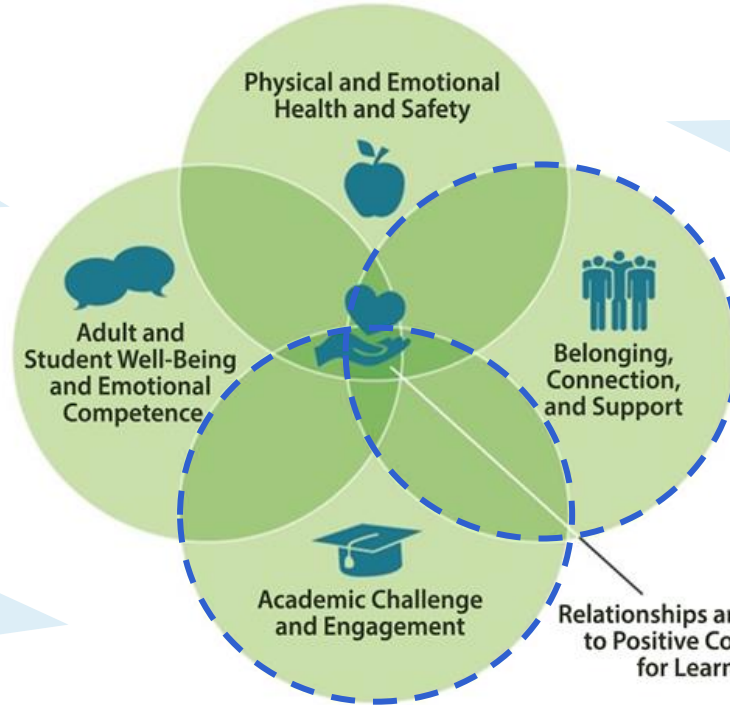 Physical and Emotional
Health and Safety
Adult and
Student Well-Being
and Emotional
Competence
Belonging,
Connection,
and Support
Academic Challenge
and Engagement
Relationships
to Positive
for